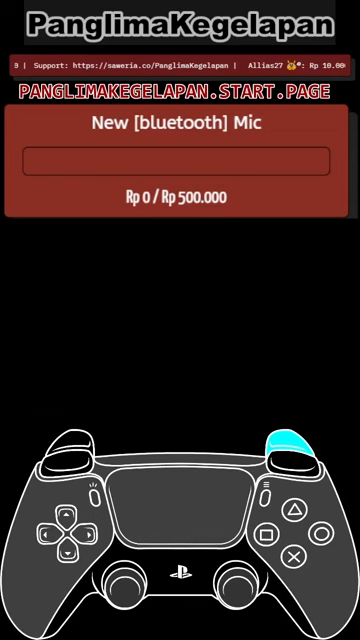 PanglimaKegelapan
| Support: https://saweria.co/PanglimaKegelapan | Allias27 : Rp 10.00
PANGLIMAKEGELAPAN.START.PAGE
New [bluetooth] Mic
Rp 0 / Rp 500.000